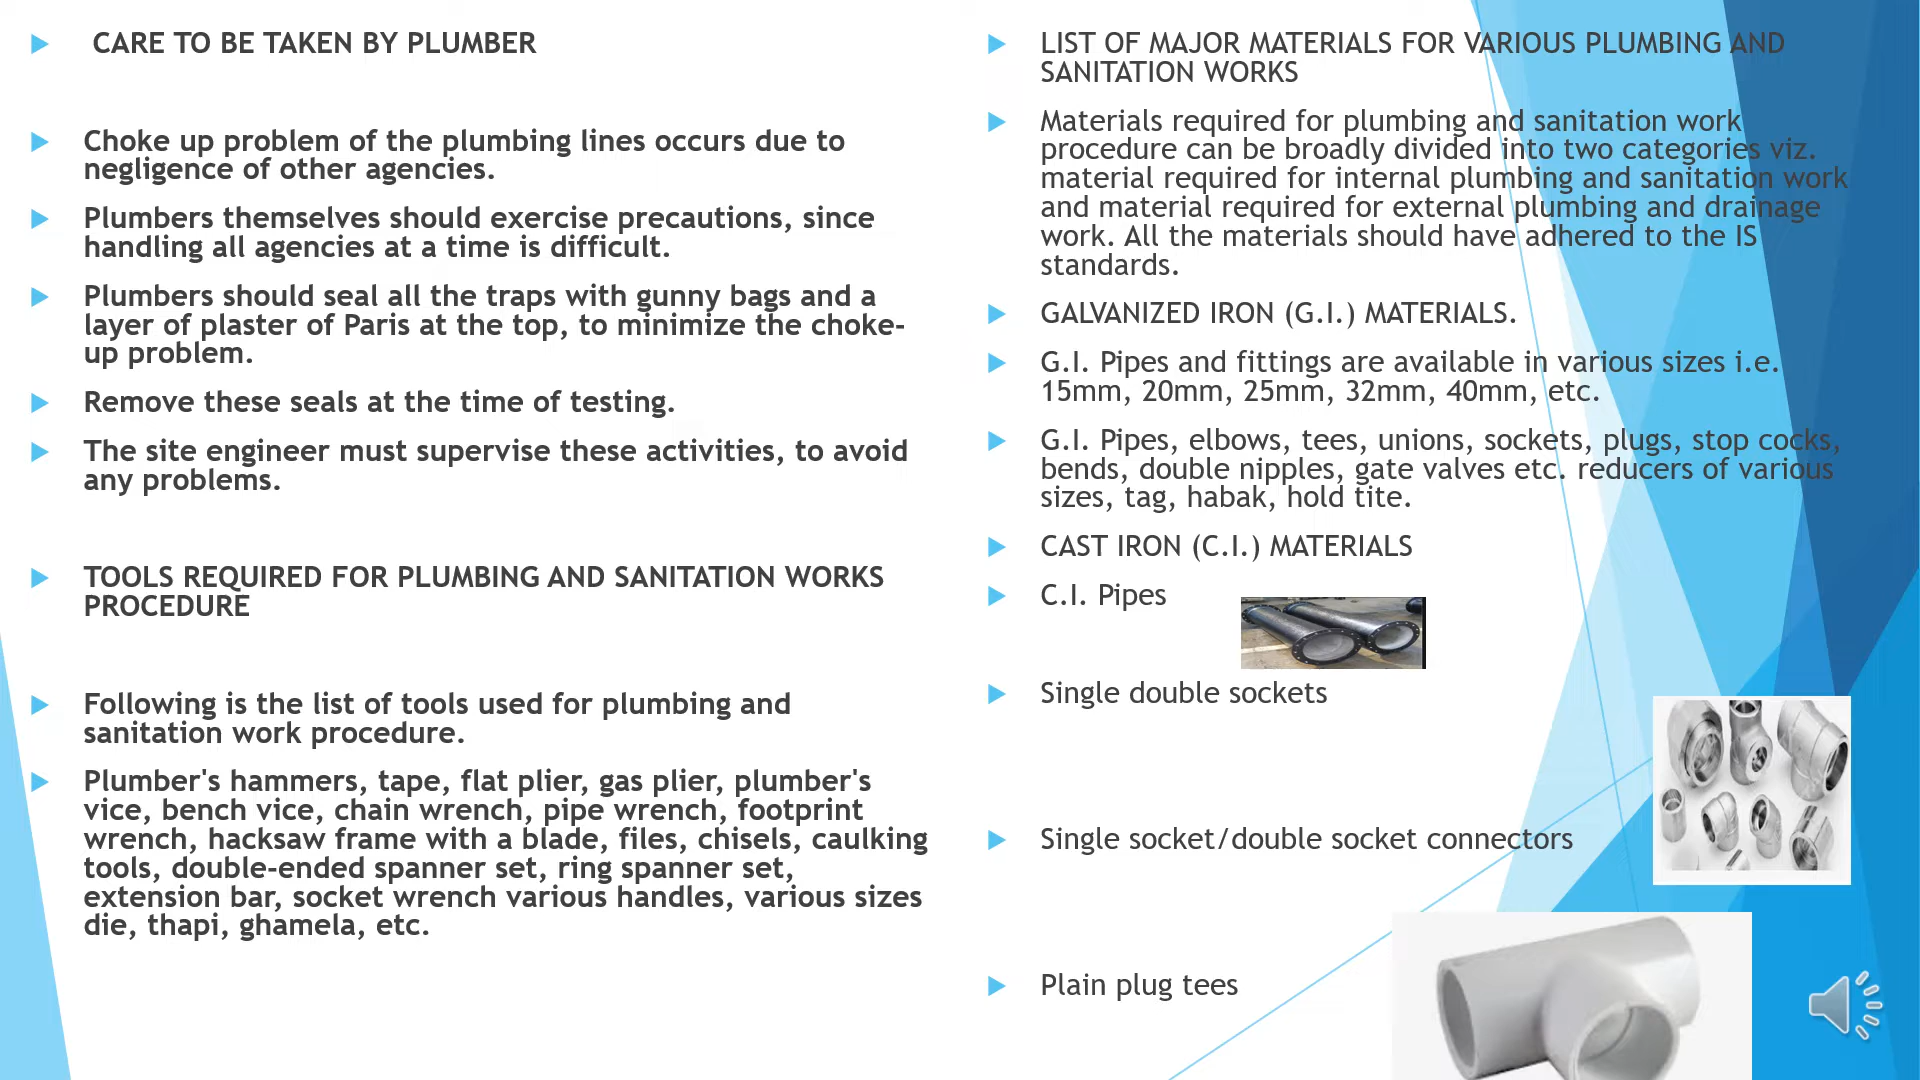 CARE TO BE TAKEN BY PLUMBER
Choke up problem of the plumbing lines occurs due to
negligence of other agencies.
Plumbers themselves should exercise precautions, since
handling all agencies at a time is difficult.
Plumbers should seal all the traps with gunny bags and a
layer of plaster of Paris at the top, to minimize the choke-
up problem.
Remove these seals at the time of testing.
The site engineer must supervise these activities, to avoid
any problems.
TOOLS REQUIRED FOR PLUMBING AND SANITATION WORKS
PROCEDURE
Following is the list of tools used for plumbing and
sanitation work procedure.
Plumber's hammers, tape, flat plier, gas plier, plumber's
vice, bench vice, chain wrench, pipe wrench, footprint
wrench, hacksaw frame with a blade, files, chisels, caulking
tools, double-ended spanner set, ring spanner set,
extension bar, socket wrench various handles, various sizes
die, thapi, ghamela, etc.
LIST OF MAJOR MATERIALS FOR VARIOUS PLUMBING AND
SANITATION WORKS
Materials required for plumbing and sanitation work
procedure can be broadly divided into two categories viz.
material required for internal plumbing and sanitation work
and material required for external plumbing and drainage
work. All the materials should have adhered to the IS
standards.
GALVANIZED IRON (G.I.) MATERIALS.
G.I. Pipes and fittings are available in various sizes i.e.
15mm, 20mm, 25mm, 32mm, 40mm, etc.
G.I. Pipes, elbows, tees, unions, sockets, plugs, stop cocks,
bends, double nipples, gate valves etc. reducers of various
sizes, tag, habak, hold tite.
CAST IRON (C.I.) MATERIALS
C.I. Pipes
Single double sockets
Single socket/double socket connectors
Plain plug tees